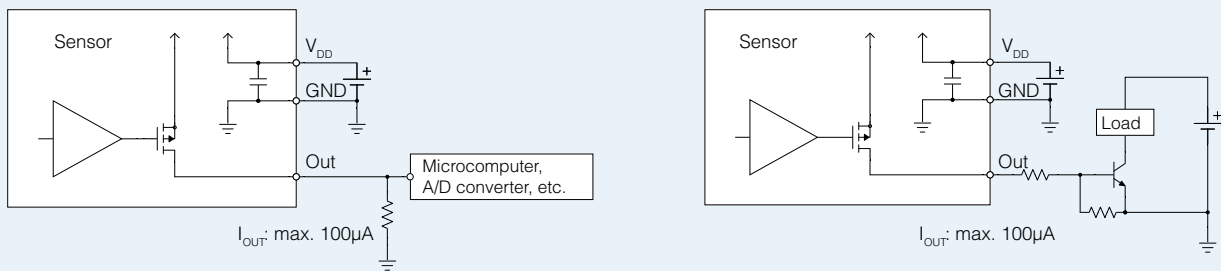 Sensor
V_DD
+
GND
Out
Microcomputer,
A/D converter, etc.
I_OUT: max. 100µA
Sensor
V_DD
+
GND
Load
+
Out
I_OUT: max. 100µA